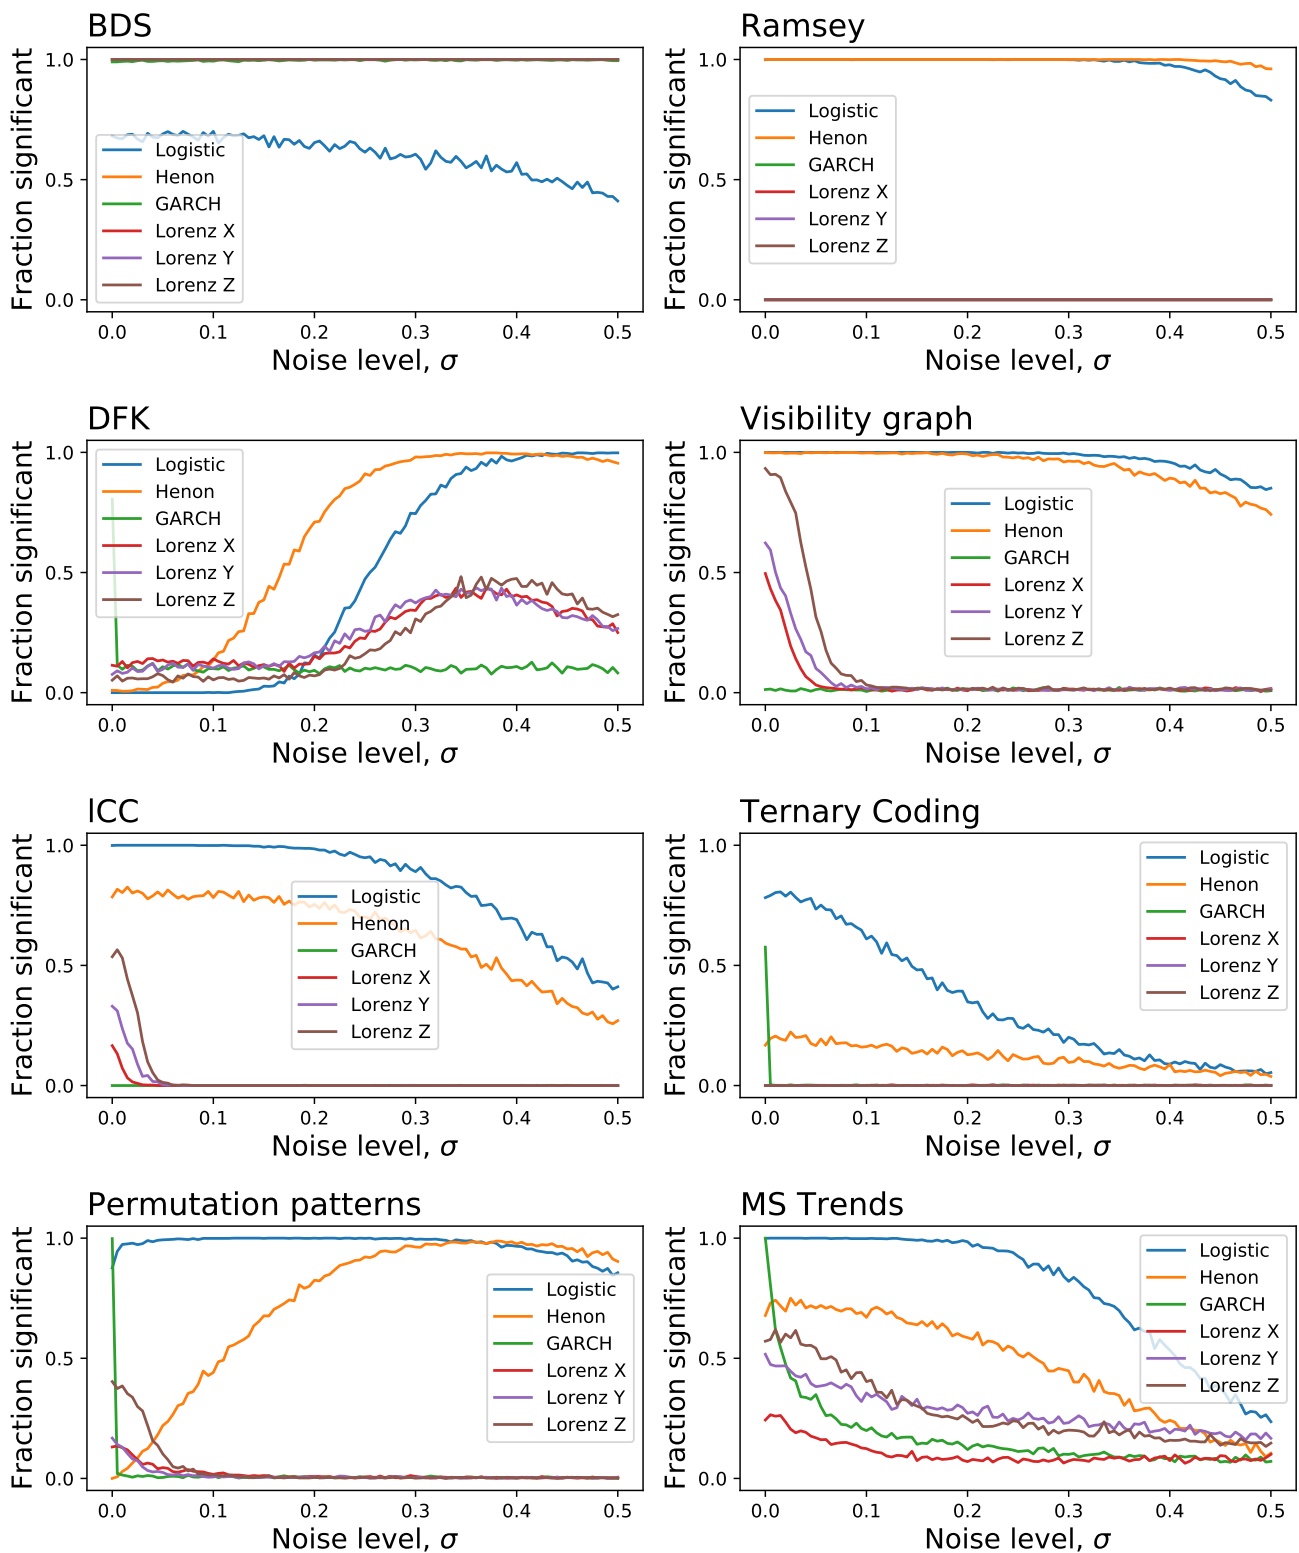 BDS
Fraction significant
1.0
0.5
0.0
Logistic
Henon
GARCH
Lorenz X
Lorenz Y
Lorenz Z
0.0 0.1 0.2 0.3 0.4 0.5
Noise level, σ
Ramsey
Fraction significant
1.0
0.5
0.0
Logistic
Henon
GARCH
Lorenz X
Lorenz Y
Lorenz Z
0.0 0.1 0.2 0.3 0.4 0.5
Noise level, σ
DFK
Fraction significant
1.0
0.5
0.0
Logistic
Henon
GARCH
Lorenz X
Lorenz Y
Lorenz Z
0.0 0.1 0.2 0.3 0.4 0.5
Noise level, σ
Visibility graph
Fraction significant
1.0
0.5
0.0
Logistic
Henon
GARCH
Lorenz X
Lorenz Y
Lorenz Z
0.0 0.1 0.2 0.3 0.4 0.5
Noise level, σ
lCC
Fraction significant
1.0
0.5
0.0
Logistic
Henon
GARCH
Lorenz X
Lorenz Y
Lorenz Z
0.0 0.1 0.2 0.3 0.4 0.5
Noise level, σ
Ternary Coding
Fraction significant
1.0
0.5
0.0
Logistic
Henon
GARCH
Lorenz X
Lorenz Y
Lorenz Z
0.0 0.1 0.2 0.3 0.4 0.5
Noise level, σ
Permutation patterns
Fraction significant
1.0
0.5
0.0
Logistic
Henon
GARCH
Lorenz X
Lorenz Y
Lorenz Z
0.0 0.1 0.2 0.3 0.4 0.5
Noise level, σ
MS Trends
Fraction significant
1.0
0.5
0.0
Logistic
Henon
GARCH
Lorenz X
Lorenz Y
Lorenz Z
0.0 0.1 0.2 0.3 0.4 0.5
Noise level, σ